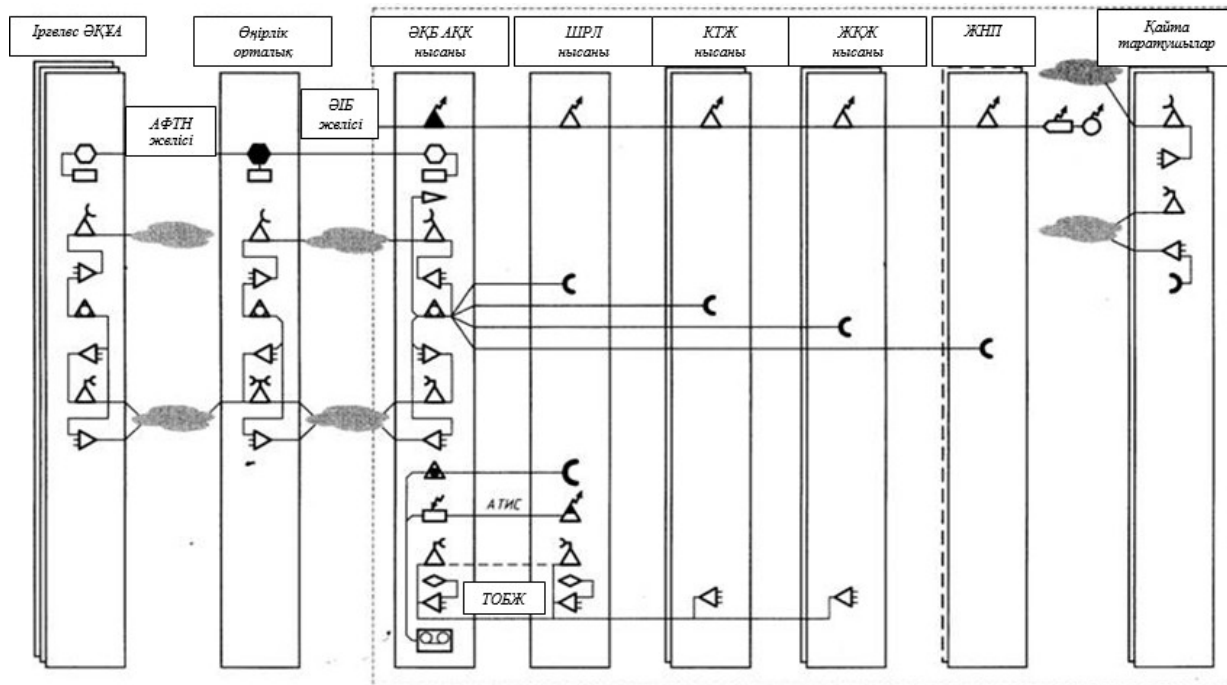 Іргелес ӘҚҰА
Өңірлік
орталық
ӘҚБ АҚК
нысаны
ШРЛ
нысаны
КТЖ
нысаны
ЖҚЖ
нысаны
ЖНП
Қайта
таратушылар
АФТН
желісі
ӘІБ
желісі
АТИС
ТОБЖ